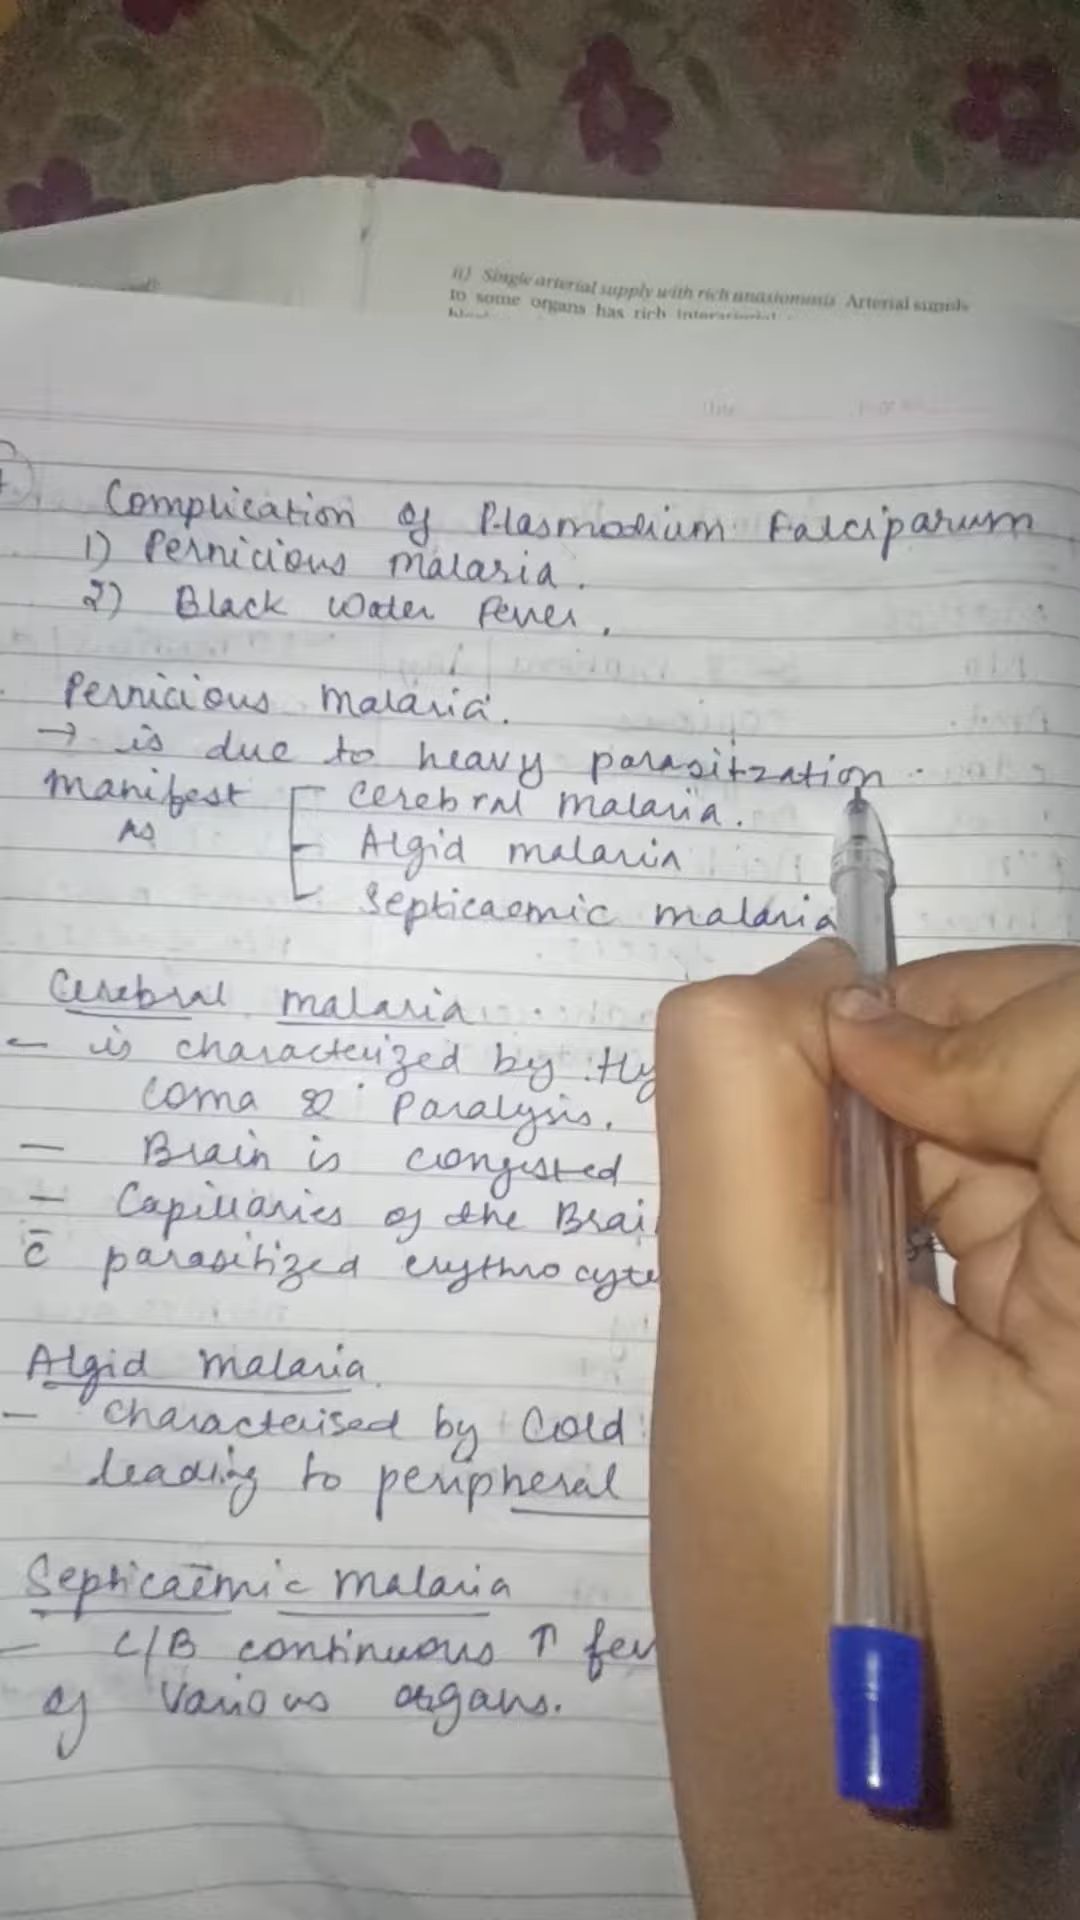 ii) Single arterial supply with rich anastomosis Arterial supply
to some organs has rich
Complication of Plasmodium Falciparum
1) Pernicious malaria.
2) Black water Fever.
Pernicious malaria.
→ is due to heavy parasitzation.
manifest cerebral malaria.
as Algid malaria
Septicaemic malaria
Cerebral malaria
— is characterized by
coma & Paralysis.
— Brain is congested
— Capillaries of the
c̄ parasitized
Algid malaria
— characterised by Cold
leading to peripheral
Septicaemic malaria
— C/B continuous ↑
of various organs.